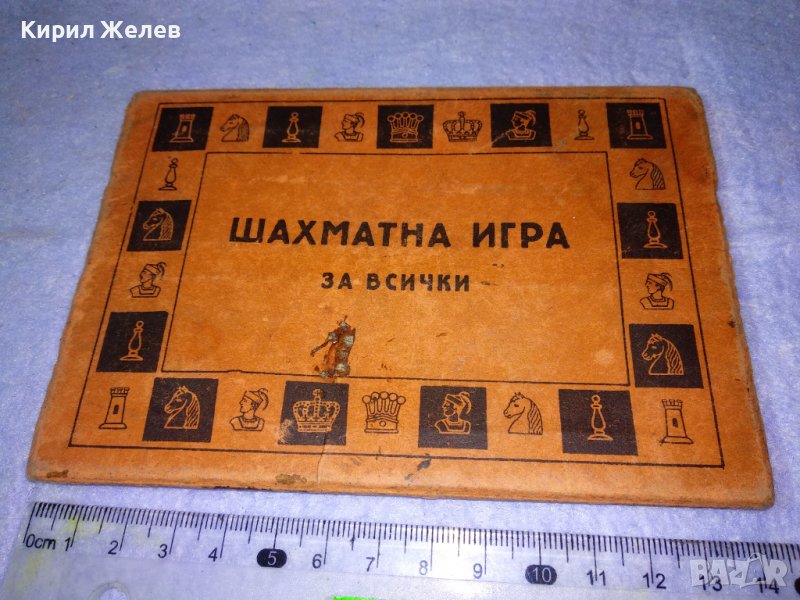 Кирил Желев
ШАХМАТНА ИГРА
ЗА ВСИЧКИ
0cm 1 2 3 4 5 6 7 8 9 10 11 12 13 14
BAZAR